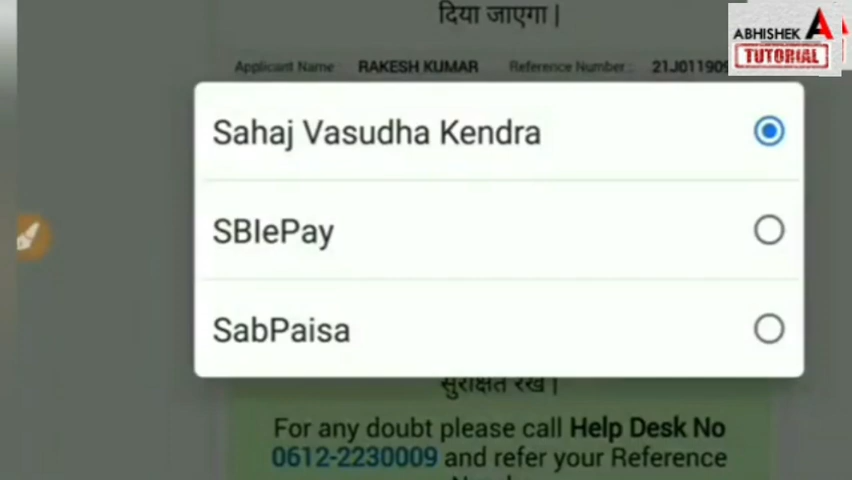 दिया जाएगा |
ABHISHEK A
TUTORIAL
Applicant Name : RAKESH KUMAR Reference Number : 21J011909
Sahaj Vasudha Kendra
SBIePay
SabPaisa
सुरक्षित रखें |
For any doubt please call Help Desk No
0612-2230009 and refer your Reference